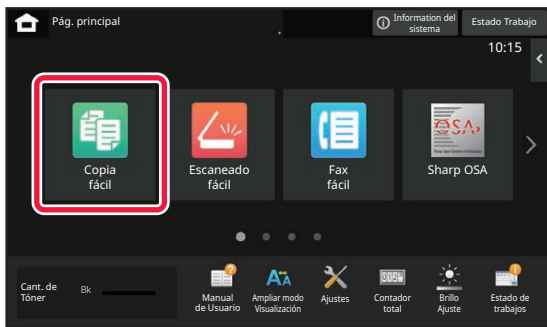 Pág. principal
Information del
sistema
Estado Trabajo
10:15
Copia
fácil
Escaneado
fácil
Fax
fácil
OSA
Sharp OSA
Cant. de
Tóner
Bk
Manual
de Usuario
Ampliar modo
Visualización
Ajustes
Contador
total
Brillo
Ajuste
Estado de
trabajos